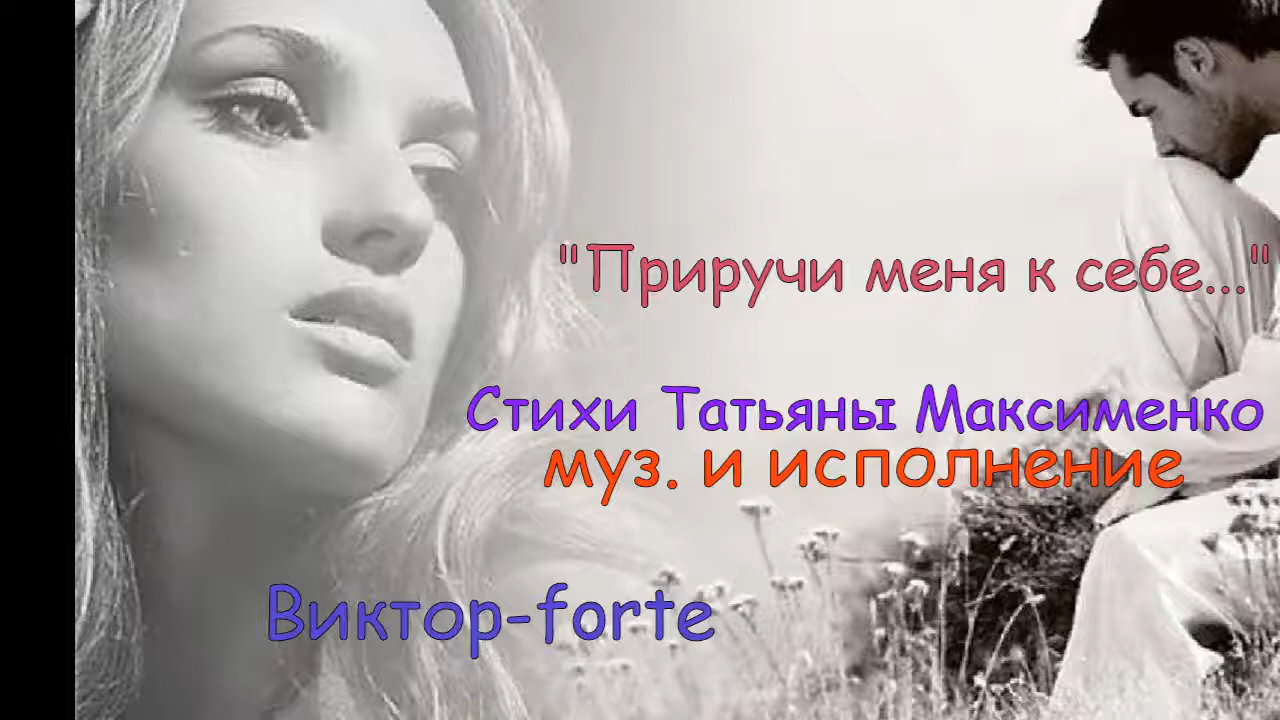 "Приручи меня к себе..."
Стихи Татьяны Максименко
муз. и исполнение
Виктор-forte